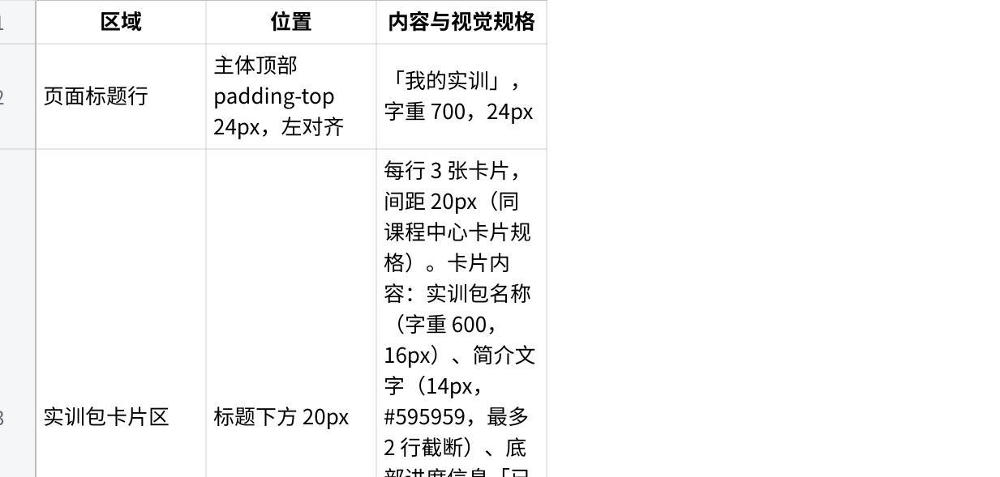 区域
位置
内容与视觉规格
页面标题行
主体顶部
padding-top
24px，左对齐
「我的实训」，
字重 700，24px
实训包卡片区
标题下方 20px
每行 3 张卡片，
间距 20px（同
课程中心卡片规
格）。卡片内
容：实训包名称
（字重 600，
16px）、简介文
字（14px，
#595959，最多
2 行截断）、底
部进度信息「已